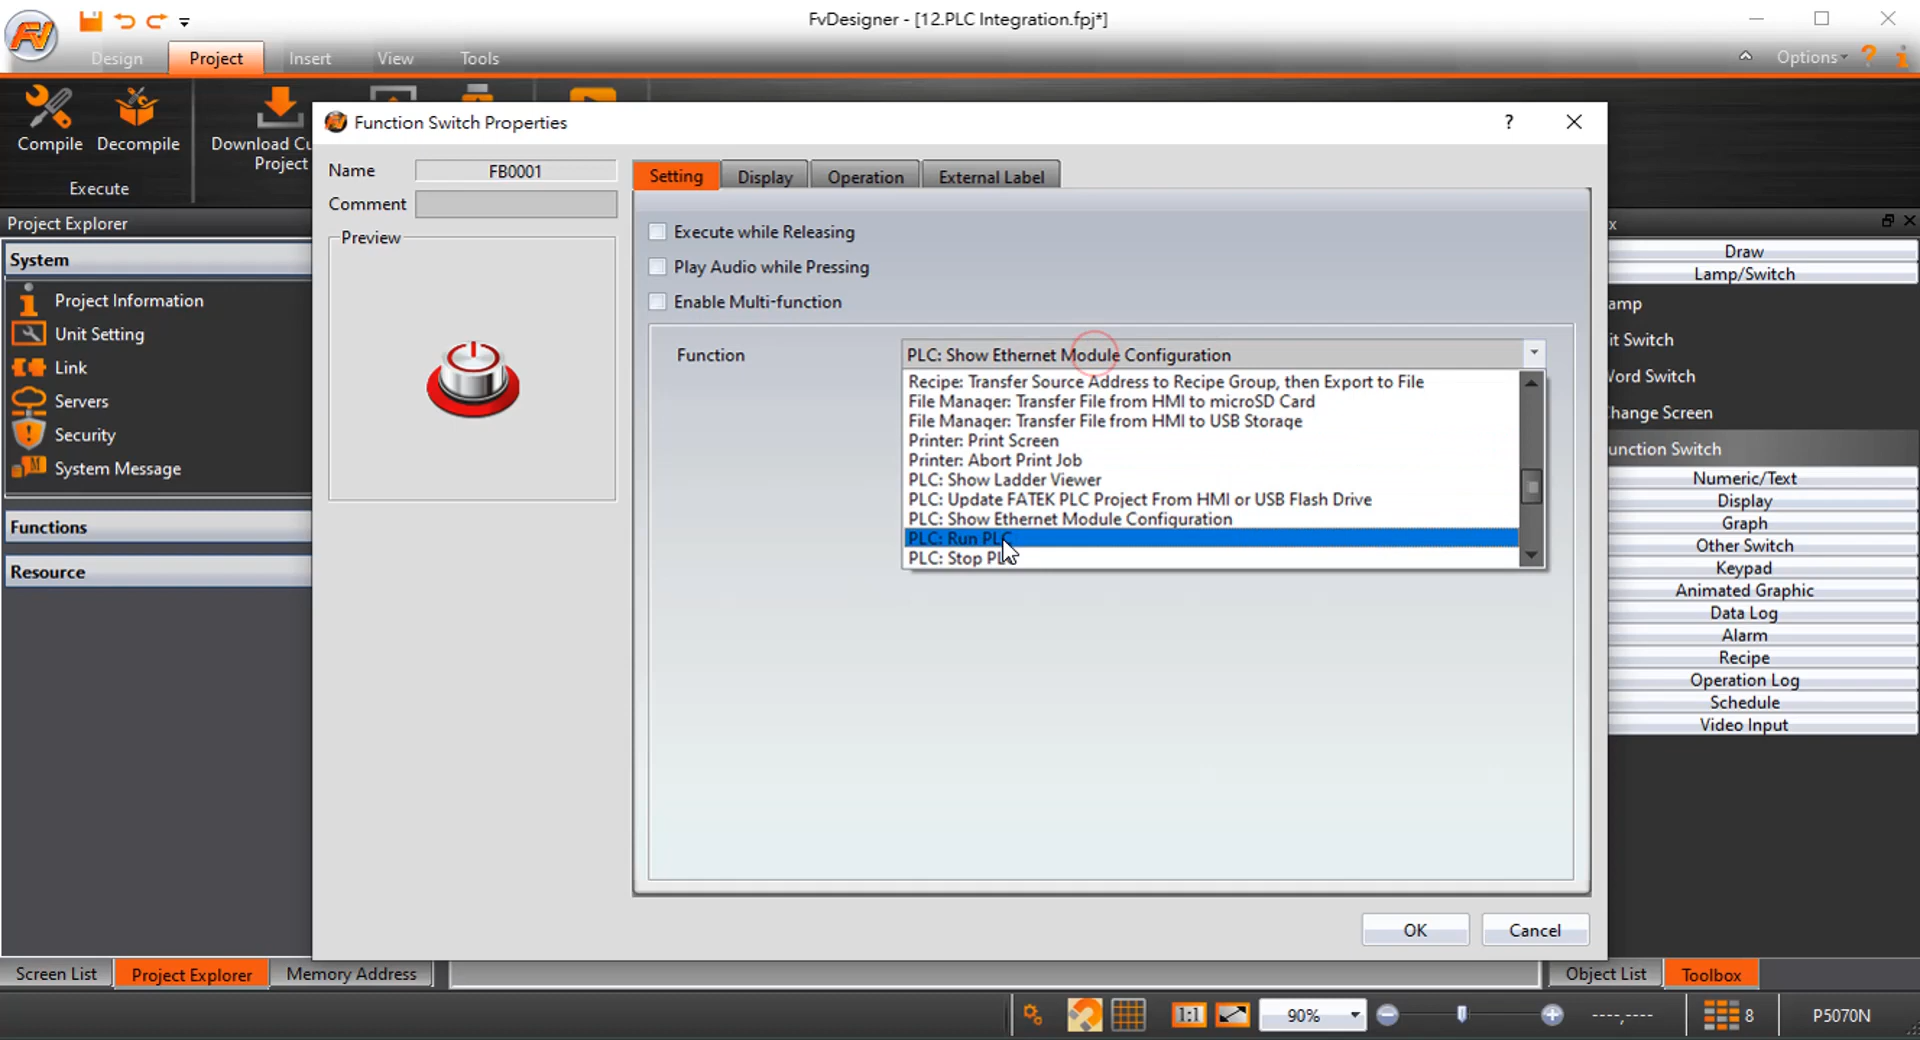 FvDesigner - [12.PLC Integration.fpj*]
Design
Project
Insert
View
Tools
Options
?
Compile
Decompile
Download Cu
Project
Execute
Project Explorer
System
Project Information
Unit Setting
Link
Servers
Security
System Message
Functions
Resource
Function Switch Properties
?
Name
FB0001
Comment
Preview
Setting
Display
Operation
External Label
Execute while Releasing
Play Audio while Pressing
Enable Multi-function
Function
PLC: Show Ethernet Module Configuration
Recipe: Transfer Source Address to Recipe Group, then Export to File
File Manager: Transfer File from HMI to microSD Card
File Manager: Transfer File from HMI to USB Storage
Printer: Print Screen
Printer: Abort Print Job
PLC: Show Ladder Viewer
PLC: Update FATEK PLC Project From HMI or USB Flash Drive
PLC: Show Ethernet Module Configuration
PLC: Run PLC
PLC: Stop PLC
OK
Cancel
x
Draw
Lamp/Switch
amp
it Switch
Word Switch
Change Screen
unction Switch
Numeric/Text
Display
Graph
Other Switch
Keypad
Animated Graphic
Data Log
Alarm
Recipe
Operation Log
Schedule
Video Input
Screen List
Project Explorer
Memory Address
Object List
Toolbox
1:1
90%
----,----
8
P5070N